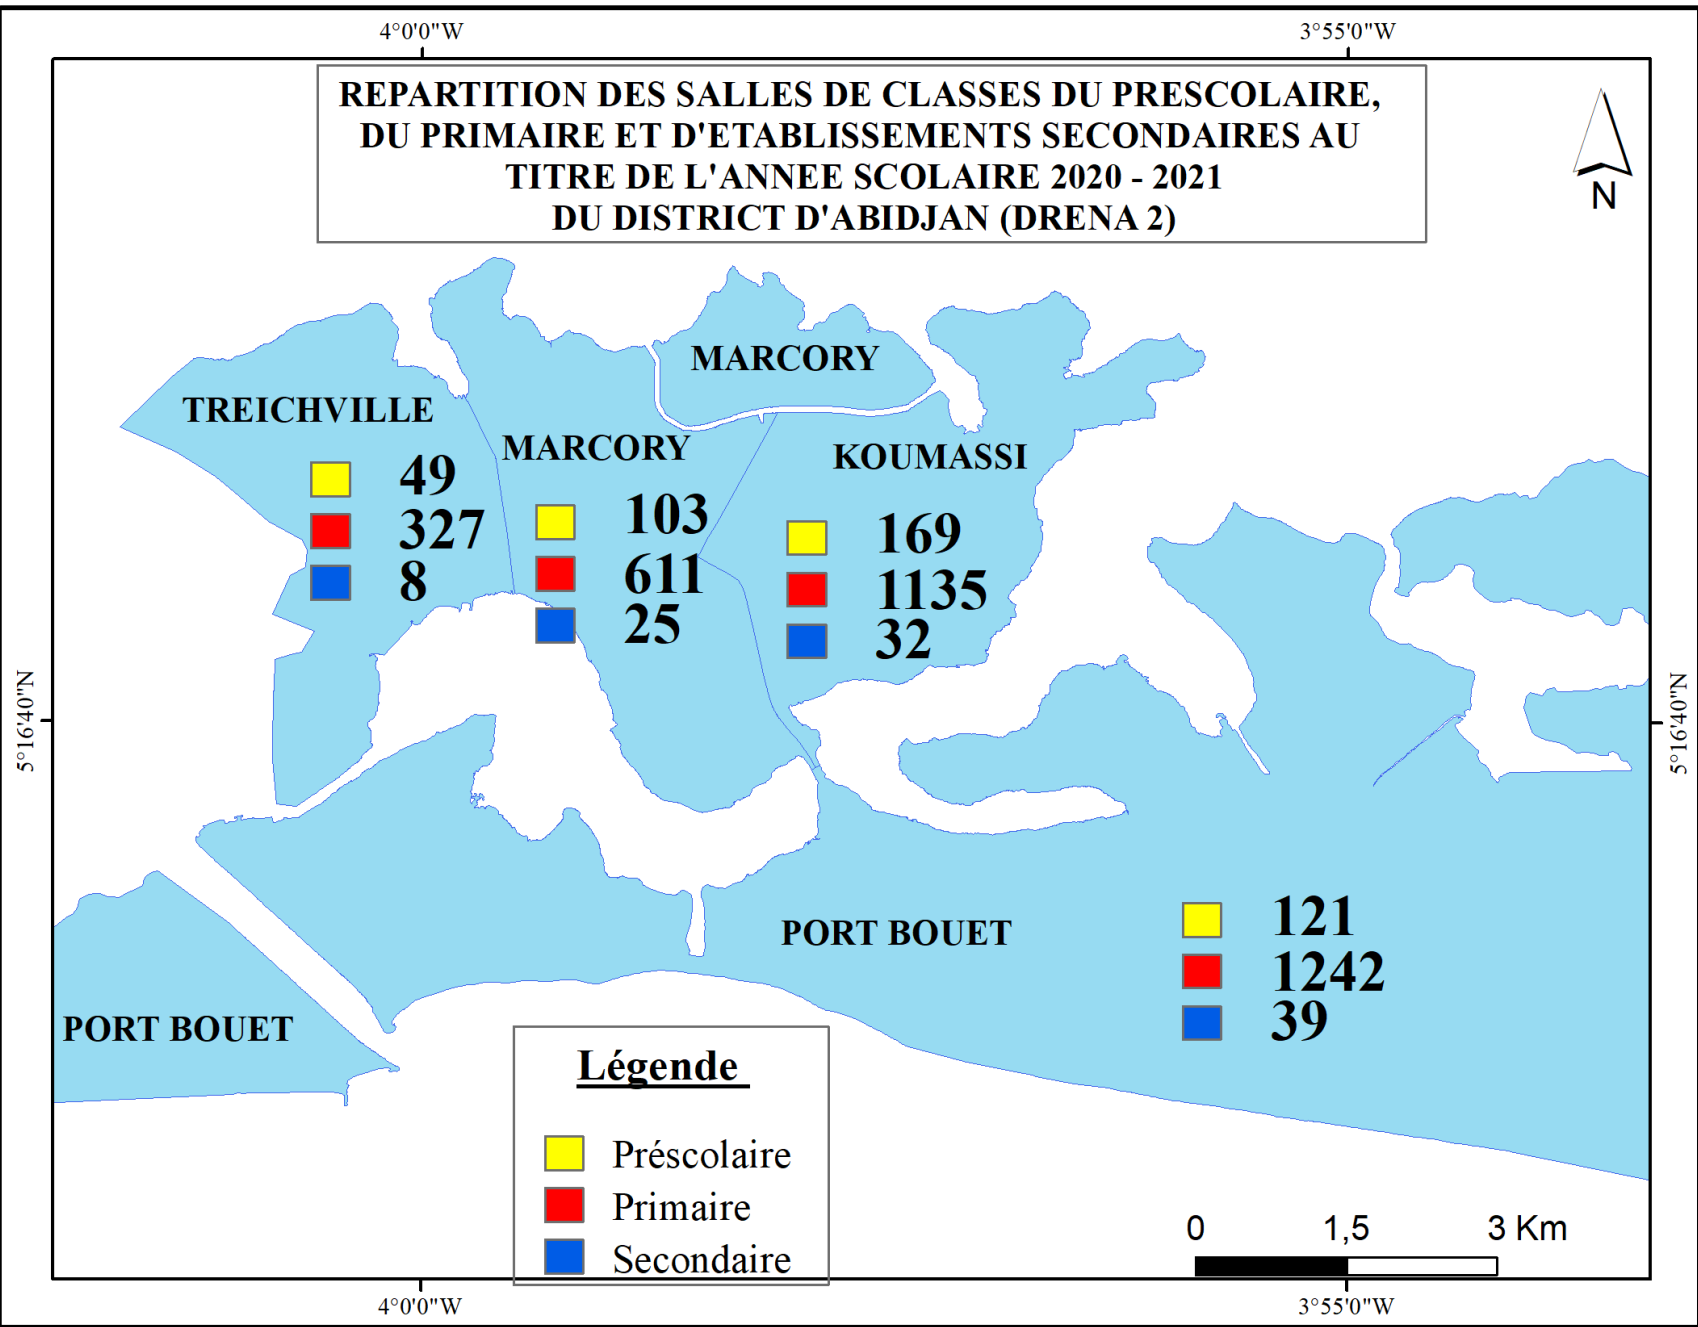 4°0'0"W
3°55'0"W
REPARTITION DES SALLES DE CLASSES DU PRESCOLAIRE,
DU PRIMAIRE ET D'ETABLISSEMENTS SECONDAIRES AU
TITRE DE L'ANNEE SCOLAIRE 2020 - 2021
DU DISTRICT D'ABIDJAN (DRENA 2)
N
MARCORY
TREICHVILLE
49
327
8
MARCORY
103
611
25
KOUMASSI
169
1135
32
5°16'40"N
5°16'40"N
PORT BOUET
121
1242
39
PORT BOUET
Légende
Préscolaire
Primaire
Secondaire
0 1,5 3 Km
4°0'0"W
3°55'0"W